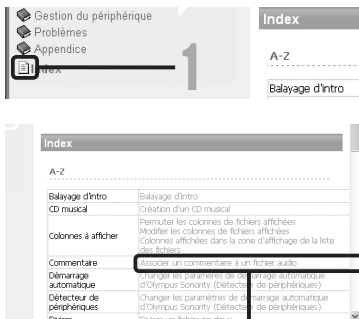 Gestion du périphérique
Problèmes
Appendice
Index
1
Index
A-Z
Balayage d'intro
Index
A-Z
Balayage d'intro Balayage d'intro
CD musical Création d'un CD musical
Colonnes à afficher Permuter les colonnes de fichiers affichées
Modifier les colonnes de fichiers affichées
Colonnes affichées dans la zone d'affichage de la liste
des fichiers
Commentaire Associer un commentaire à un fichier audio
Démarrage Changer les paramètres de démarrage automatique
automatique d'Olympus Sonority (Détecteur de périphériques)
Détecteur de Changer les paramètres de démarrage automatique
périphériques d'Olympus Sonority (Détecteur de périphériques)